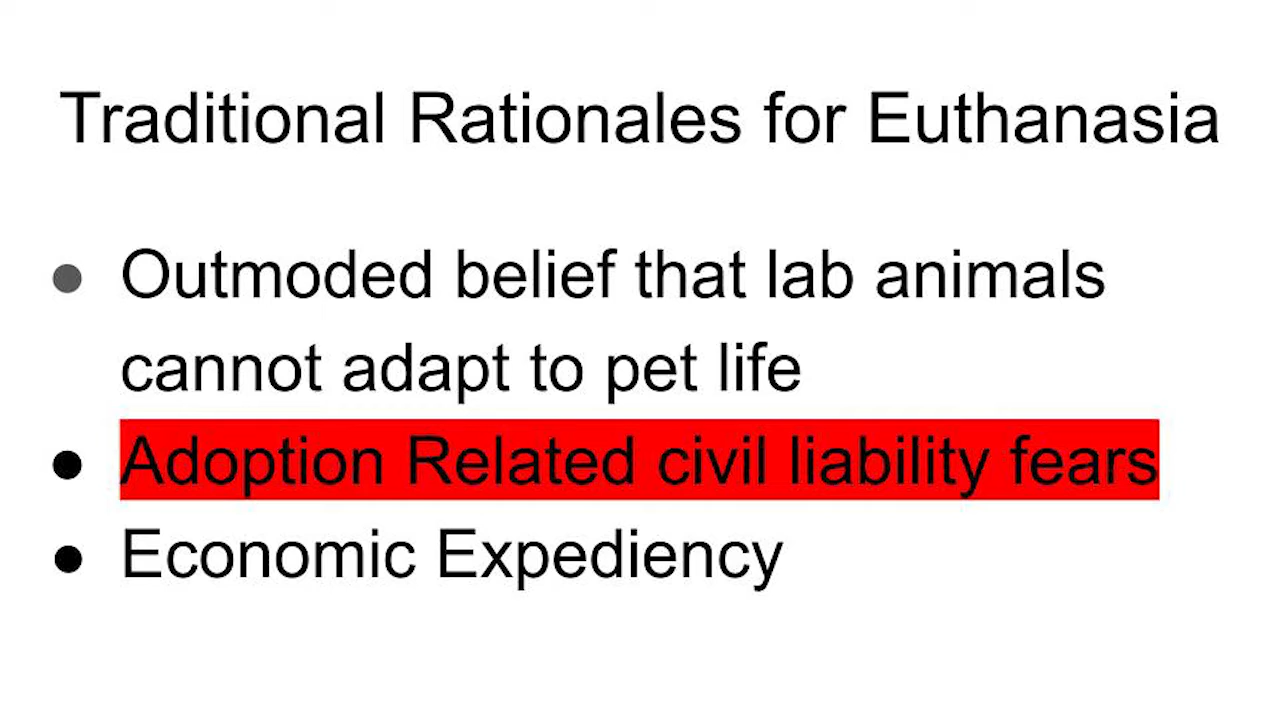 Traditional Rationales for Euthanasia
● Outmoded belief that lab animals
cannot adapt to pet life
● Adoption Related civil liability fears
● Economic Expediency